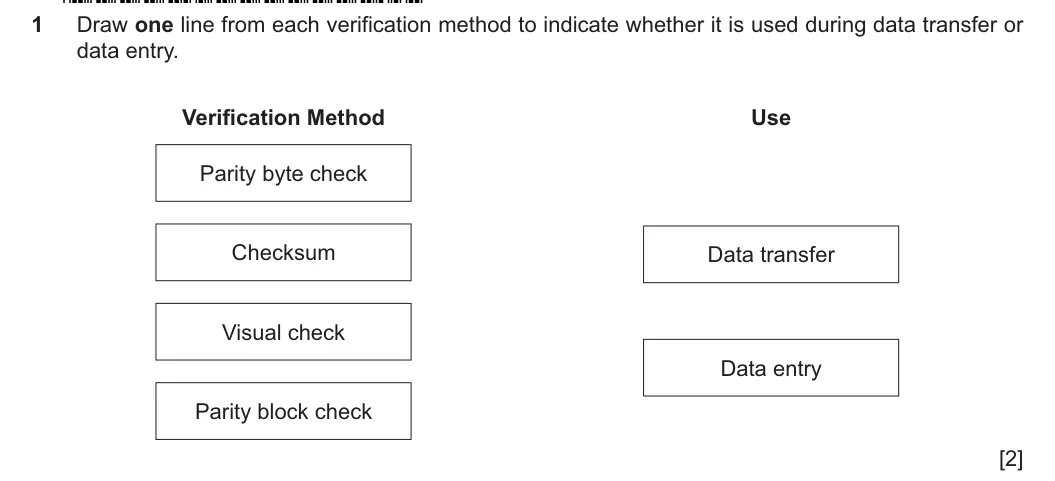 1 Draw one line from each verification method to indicate whether it is used during data transfer or
data entry.
Verification Method
Use
Parity byte check
Checksum
Data transfer
Visual check
Data entry
Parity block check
[2]